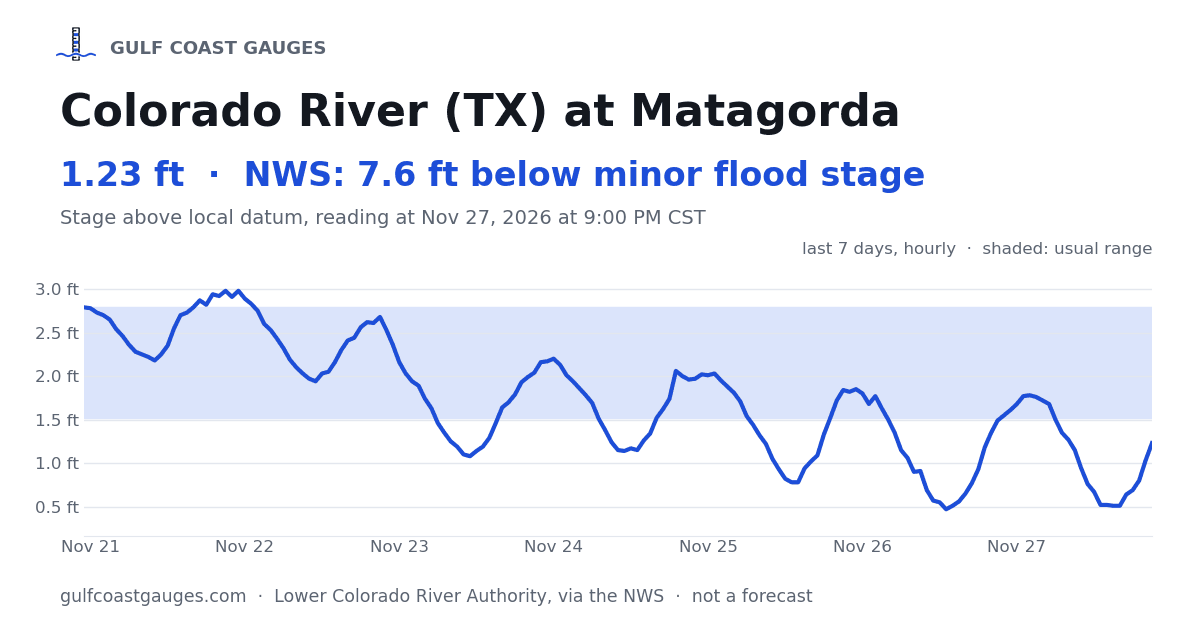 GULF COAST GAUGES
Colorado River (TX) at Matagorda
1.23 ft · NWS: 7.6 ft below minor flood stage
Stage above local datum, reading at Nov 27, 2026 at 9:00 PM CST
last 7 days, hourly · shaded: usual range
3.0 ft
2.5 ft
2.0 ft
1.5 ft
1.0 ft
0.5 ft
Nov 21 Nov 22 Nov 23 Nov 24 Nov 25 Nov 26 Nov 27
gulfcoastgauges.com · Lower Colorado River Authority, via the NWS · not a forecast